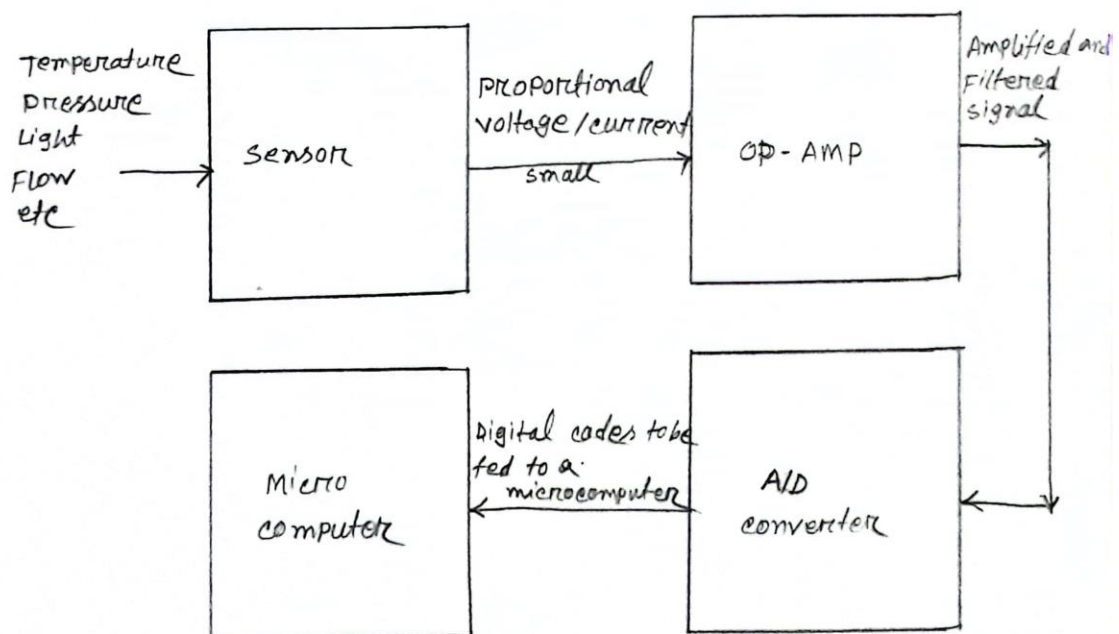 Temperature
Pressure
Light
Flow
etc
Sensor
Proportional
voltage/current
small
OP-AMP
Amplified and
Filtered
signal
A/D
converter
Digital codes to be
fed to a
microcomputer
Micro
computer